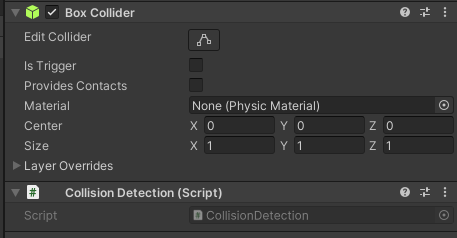 Box Collider
Edit Collider
Is Trigger
Provides Contacts
Material None (Physic Material)
Center X 0 Y 0 Z 0
Size X 1 Y 1 Z 1
Layer Overrides
# Collision Detection (Script)
Script # CollisionDetection